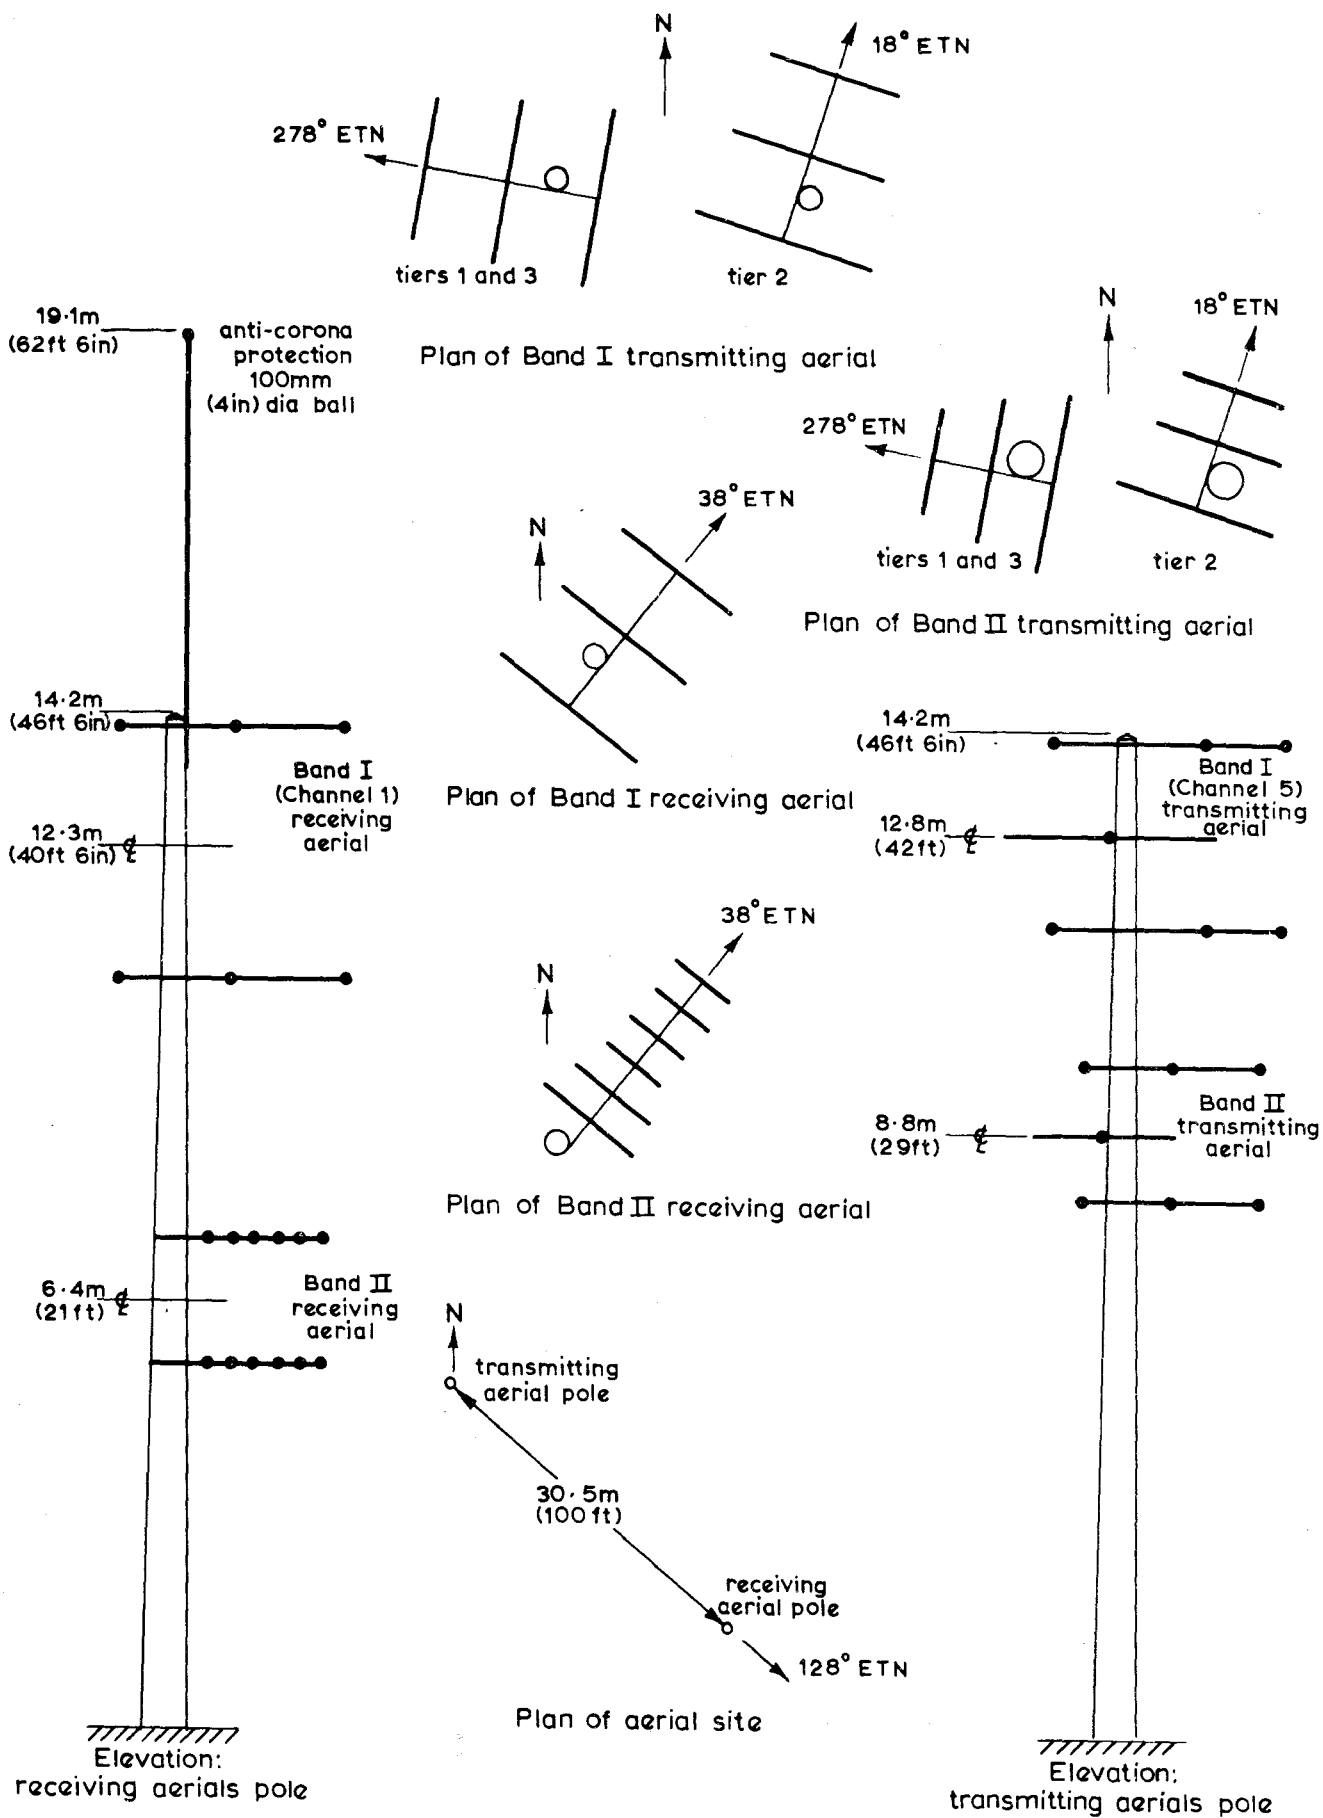 N
18° ETN
278° ETN
tiers 1 and 3
tier 2
Plan of Band I transmitting aerial
19·1m
(62ft 6in)
anti-corona
protection
100mm
(4in) dia ball
N
18° ETN
278° ETN
tiers 1 and 3
tier 2
Plan of Band II transmitting aerial
N
38° ETN
Plan of Band I receiving aerial
14·2m
(46ft 6in)
Band I
(Channel 1)
receiving
aerial
12·3m
(40ft 6in) ℄
14·2m
(46ft 6in)
Band I
(Channel 5)
transmitting
aerial
12·8m
(42ft) ℄
N
38° ETN
Plan of Band II receiving aerial
8·8m
(29ft) ℄
Band II
transmitting
aerial
6·4m
(21ft) ℄
Band II
receiving
aerial
N
transmitting
aerial pole
30·5m
(100ft)
receiving
aerial pole
128° ETN
Plan of aerial site
Elevation:
receiving aerials pole
Elevation:
transmitting aerials pole